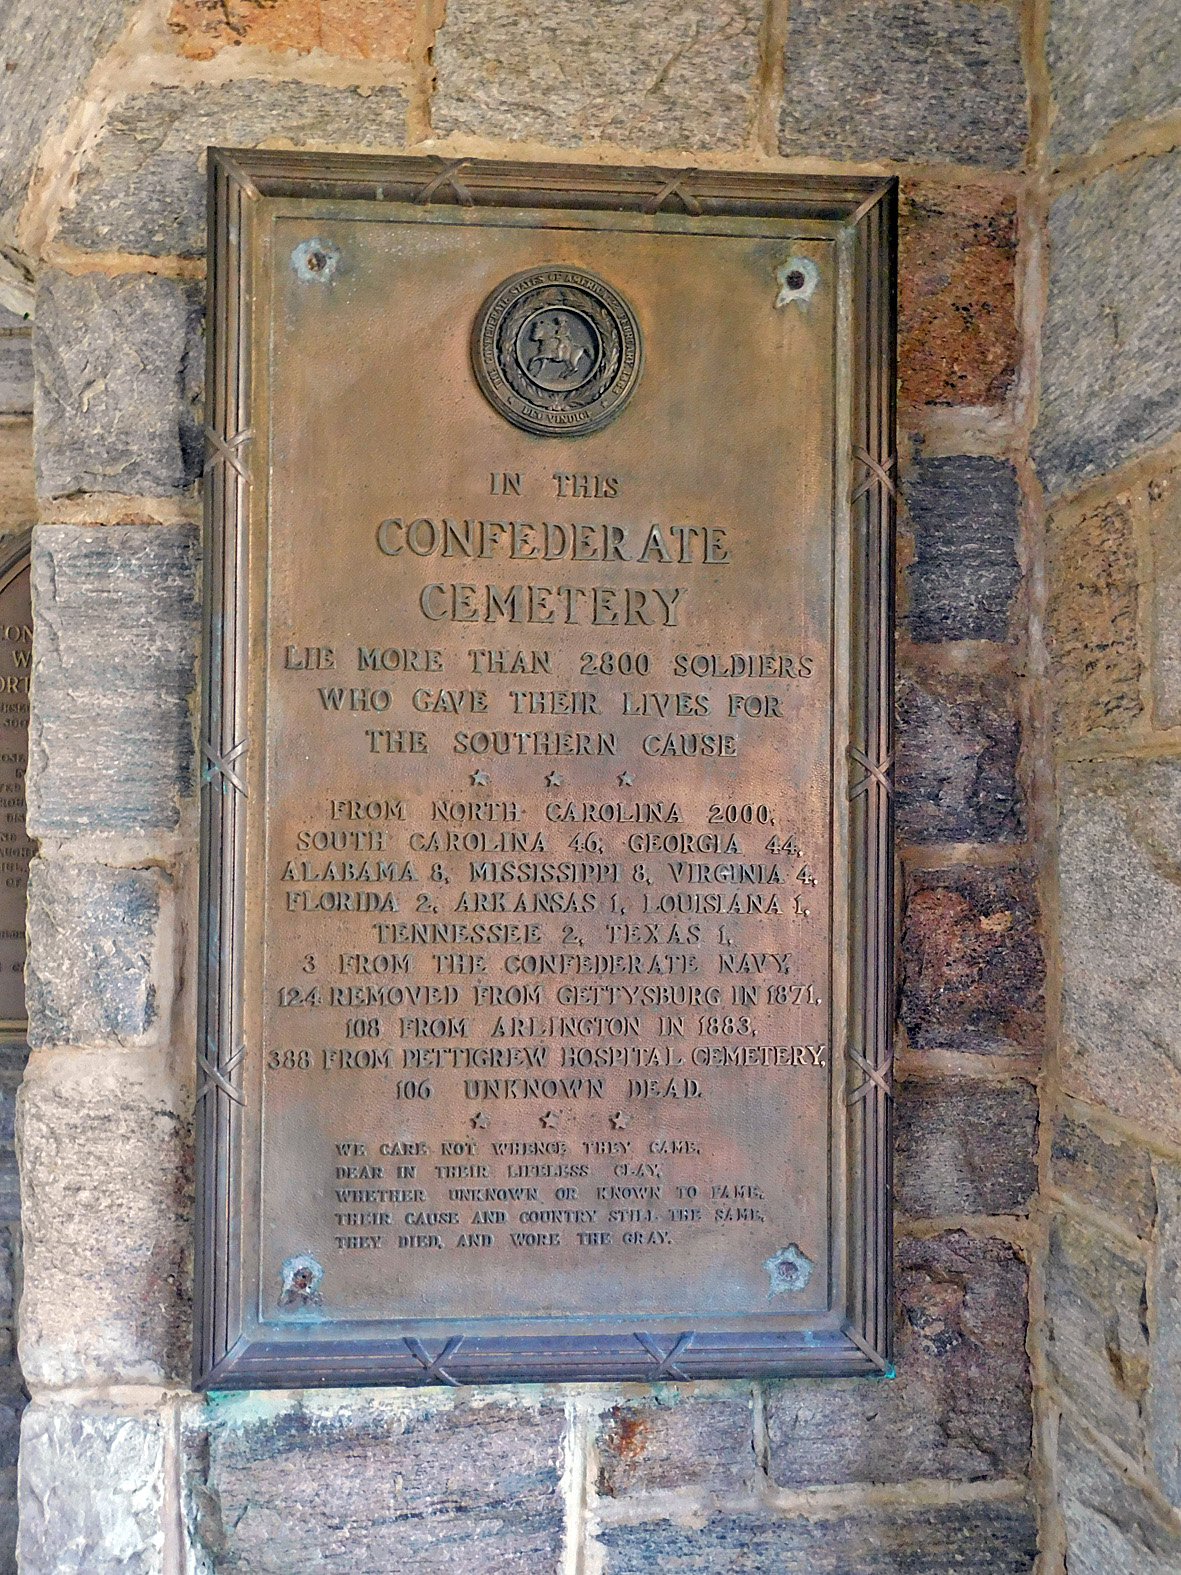 THE CONFEDERATE STATES OF AMERICA
DEO VINDICE
IN THIS
CONFEDERATE
CEMETERY
LIE MORE THAN 2800 SOLDIERS
WHO GAVE THEIR LIVES FOR
THE SOUTHERN CAUSE
FROM NORTH CAROLINA 2000,
SOUTH CAROLINA 46, GEORGIA 44,
ALABAMA 8, MISSISSIPPI 8, VIRGINIA 4,
FLORIDA 2, ARKANSAS 1, LOUISIANA 1,
TENNESSEE 2, TEXAS 1,
3 FROM THE CONFEDERATE NAVY,
124 REMOVED FROM GETTYSBURG IN 1871,
108 FROM ARLINGTON IN 1883,
388 FROM PETTIGREW HOSPITAL CEMETERY,
106 UNKNOWN DEAD.
WE CARE NOT WHENCE THEY CAME,
DEAR IN THEIR LIFELESS CLAY,
WHETHER UNKNOWN OR KNOWN TO FAME,
THEIR CAUSE AND COUNTRY STILL THE SAME,
THEY DIED, AND WORE THE GRAY.